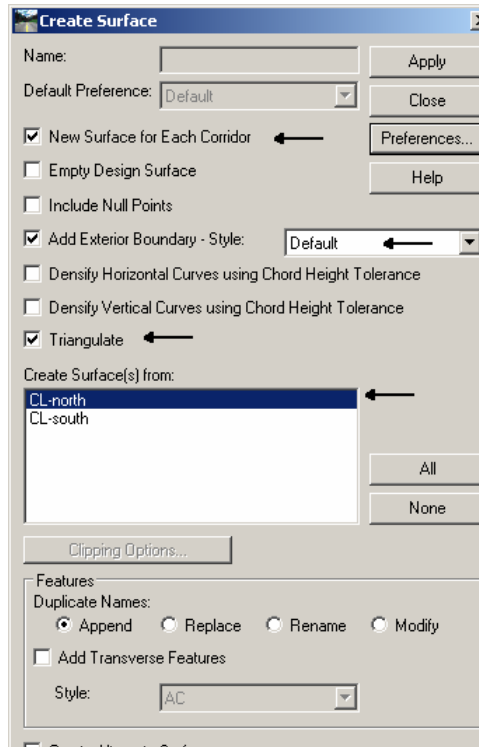 Create Surface
Name:
Apply
Default Preference: Default
Close
New Surface for Each Corridor
Preferences...
Empty Design Surface
Help
Include Null Points
Add Exterior Boundary - Style: Default
Densify Horizontal Curves using Chord Height Tolerance
Densify Vertical Curves using Chord Height Tolerance
Triangulate
Create Surface(s) from:
CL-north
CL-south
All
None
Clipping Options...
Features
Duplicate Names:
Append Replace Rename Modify
Add Transverse Features
Style: AC